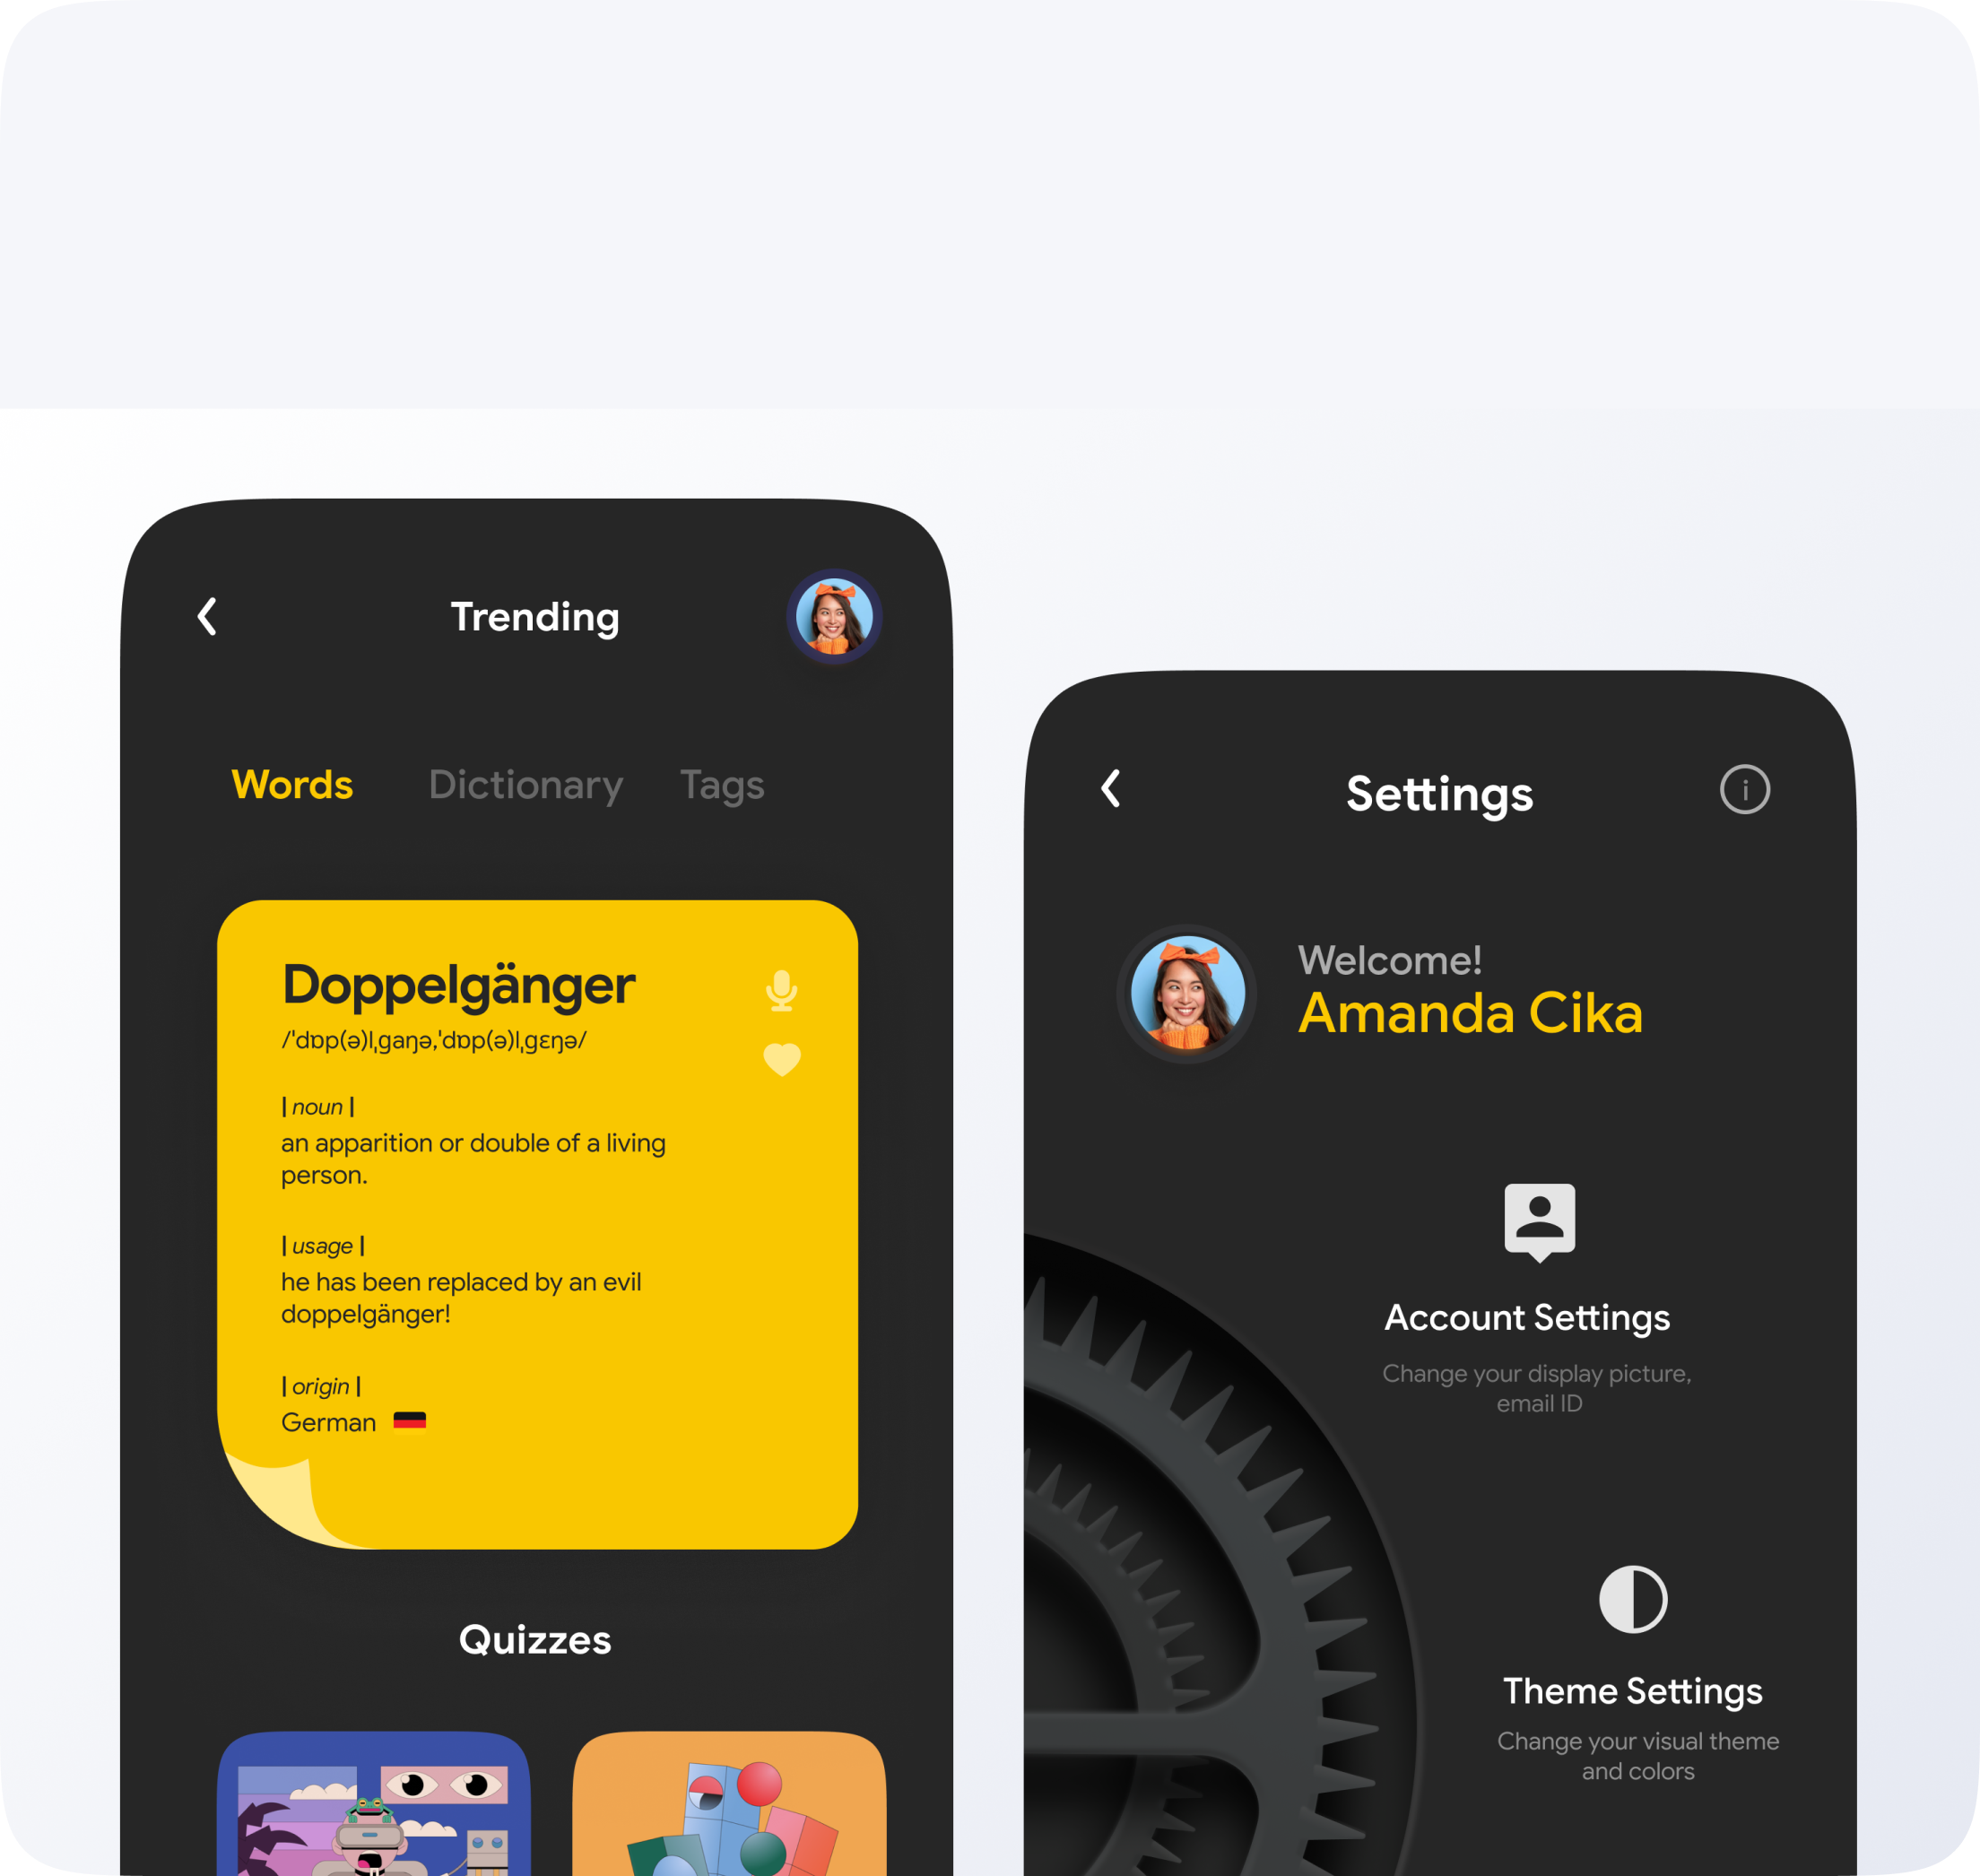 Trending
Words Dictionary Tags
Doppelgänger
/ˈdɒp(ə)lˌɡaŋə,ˈdɒp(ə)lˌɡɛŋə/
| noun |
an apparition or double of a living
person.
| usage |
he has been replaced by an evil
doppelgänger!
| origin |
German
Quizzes
Settings
Welcome!
Amanda Cika
Account Settings
Change your display picture,
email ID
Theme Settings
Change your visual theme
and colors